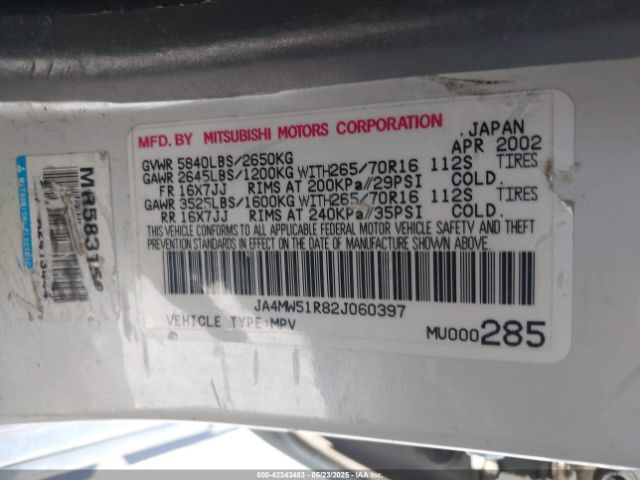 MFD. BY MITSUBISHI MOTORS CORPORATION , JAPAN
GVWR 5840LBS/2650KG APR 2002
GAWR 2645LBS/1200KG WITH265/70R16 112S TIRES
FR 16X7JJ RIMS AT 200KPa/29PSI COLD.
GAWR 3525LBS/1600KG WITH265/70R16 112S TIRES
RR 16X7JJ RIMS AT 240KPa/35PSI COLD.
THIS VEHICLE CONFORMS TO ALL APPLICABLE FEDERAL MOTOR VEHICLE SAFETY AND THEFT
PREVENTION STANDARDS IN EFFECT ON THE DATE OF MANUFACTURE SHOWN ABOVE.
JA4MW51R82J060397
VEHICLE TYPE:MPV
MU000285
MITSUBISHI
000-42343483 - 05/23/2025 - IAAI.COM